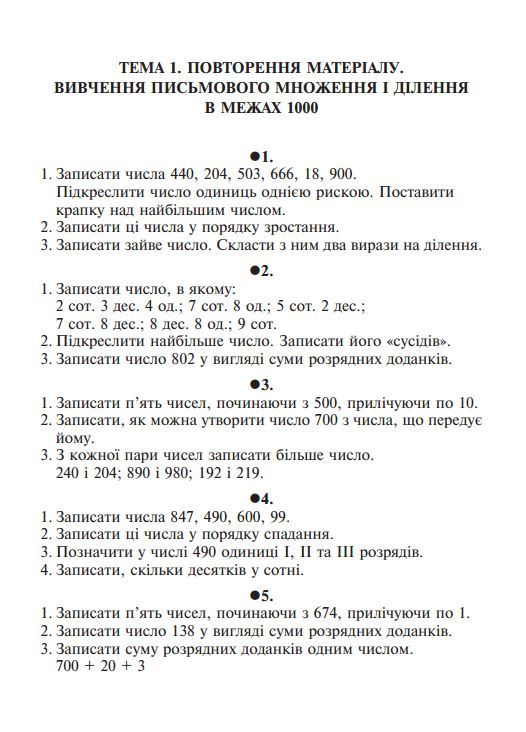 ТЕМА 1. ПОВТОРЕННЯ МАТЕРІАЛУ.
ВИВЧЕННЯ ПИСЬМОВОГО МНОЖЕННЯ І ДІЛЕННЯ
В МЕЖАХ 1000
●1.
1. Записати числа 440, 204, 503, 666, 18, 900.
Підкреслити число одиниць однією рискою. Поставити
крапку над найбільшим числом.
2. Записати ці числа у порядку зростання.
3. Записати зайве число. Скласти з ним два вирази на ділення.
●2.
1. Записати число, в якому:
2 сот. 3 дес. 4 од.; 7 сот. 8 од.; 5 сот. 2 дес.;
7 сот. 8 дес.; 8 дес. 8 од.; 9 сот.
2. Підкреслити найбільше число. Записати його «сусідів».
3. Записати число 802 у вигляді суми розрядних доданків.
●3.
1. Записати п’ять чисел, починаючи з 500, прилічуючи по 10.
2. Записати, як можна утворити число 700 з числа, що передує
йому.
3. З кожної пари чисел записати більше число.
240 і 204; 890 і 980; 192 і 219.
●4.
1. Записати числа 847, 490, 600, 99.
2. Записати ці числа у порядку спадання.
3. Позначити у числі 490 одиниці I, II та III розрядів.
4. Записати, скільки десятків у сотні.
●5.
1. Записати п’ять чисел, починаючи з 674, прилічуючи по 1.
2. Записати число 138 у вигляді суми розрядних доданків.
3. Записати суму розрядних доданків одним числом.
700 + 20 + 3